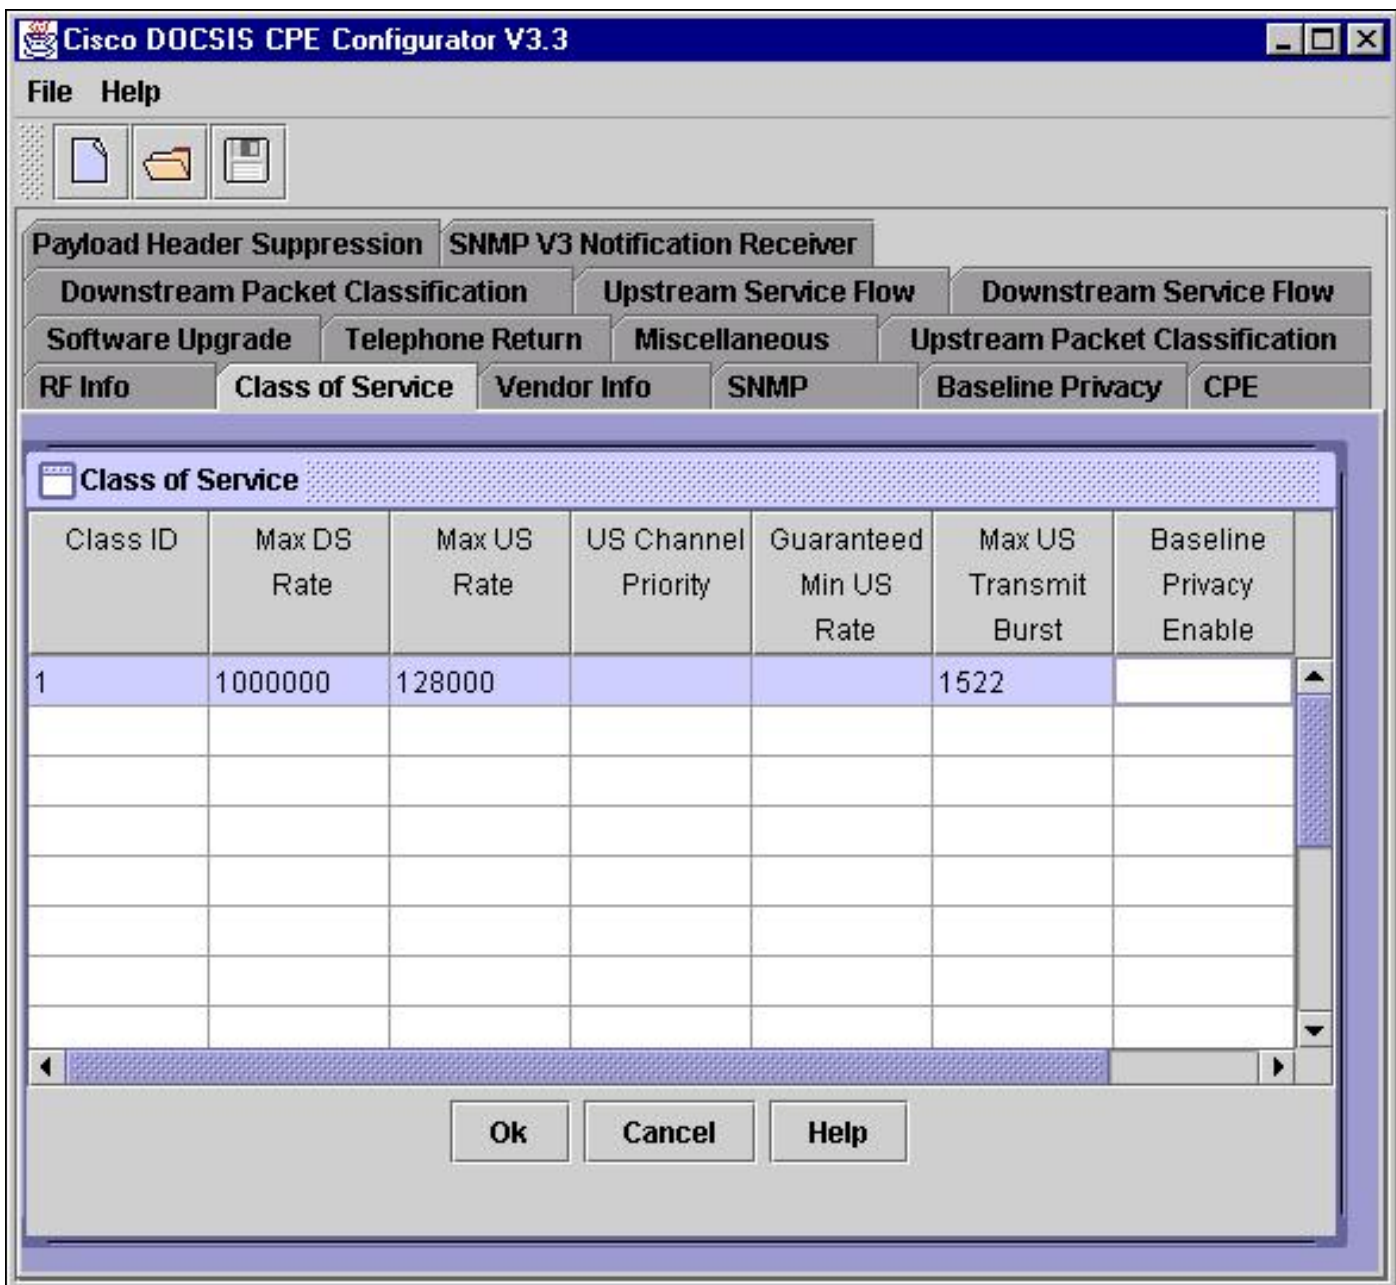 Cisco DOCSIS CPE Configurator V3.3
File Help
Payload Header Suppression SNMP V3 Notification Receiver
Downstream Packet Classification Upstream Service Flow Downstream Service Flow
Software Upgrade Telephone Return Miscellaneous Upstream Packet Classification
RF Info Class of Service Vendor Info SNMP Baseline Privacy CPE
Class of Service
Class ID Max DS Max US US Channel Guaranteed Max US Baseline
Rate Rate Priority Min US Transmit Privacy
Rate Burst Enable
1 1000000 128000 1522
Ok Cancel Help